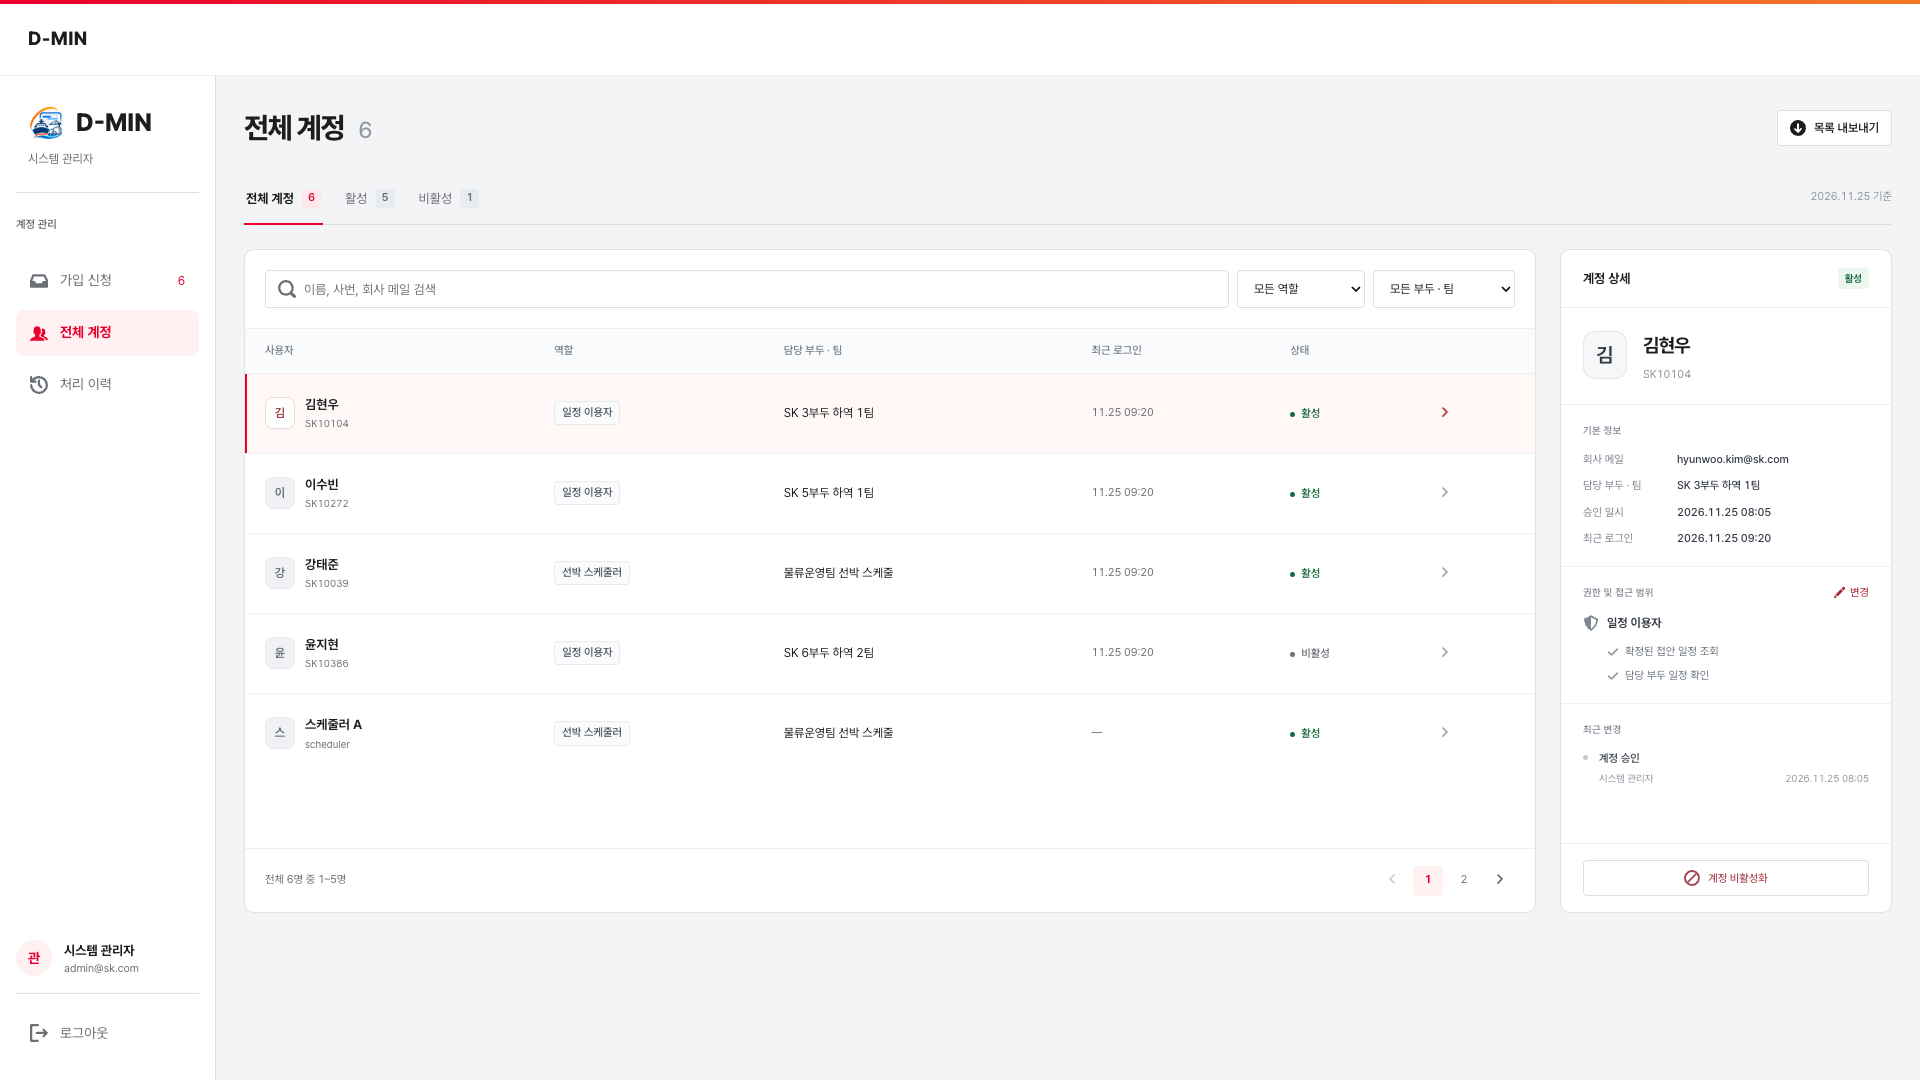 D-MIN
D-MIN
시스템 관리자
계정 관리
가입 신청 6
전체 계정
처리 이력
관
시스템 관리자
admin@sk.com
로그아웃
전체 계정 6
목록 내보내기
전체 계정 6 활성 5 비활성 1
2026.11.25 기준
이름, 사번, 회사 메일 검색
모든 역할
모든 부두 · 팀
사용자 역할 담당 부두 · 팀 최근 로그인 상태
김 김현우 SK10104 일정 이용자 SK 3부두 하역 1팀 11.25 09:20 활성
이 이수빈 SK10272 일정 이용자 SK 5부두 하역 1팀 11.25 09:20 활성
강 강태준 SK10039 선박 스케줄러 물류운영팀 선박 스케줄 11.25 09:20 활성
윤 윤지현 SK10386 일정 이용자 SK 6부두 하역 2팀 11.25 09:20 비활성
스 스케줄러 A scheduler 선박 스케줄러 물류운영팀 선박 스케줄 — 활성
전체 6명 중 1–5명
1 2
계정 상세 활성
김
김현우
SK10104
기본 정보
회사 메일 hyunwoo.kim@sk.com
담당 부두 · 팀 SK 3부두 하역 1팀
승인 일시 2026.11.25 08:05
최근 로그인 2026.11.25 09:20
권한 및 접근 범위 변경
일정 이용자
확정된 접안 일정 조회
담당 부두 일정 확인
최근 변경
계정 승인
시스템 관리자 2026.11.25 08:05
계정 비활성화